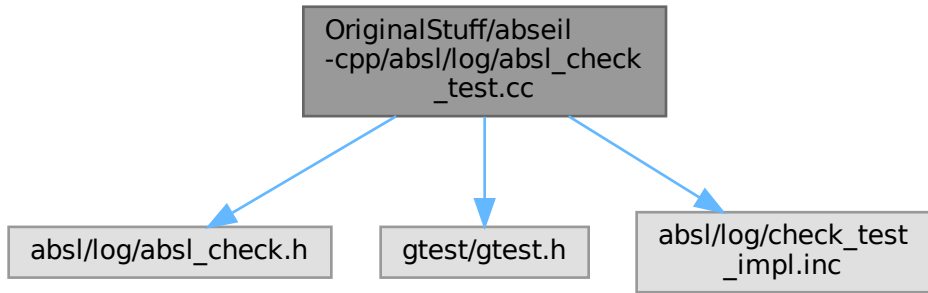 OriginalStuff/abseil
-cpp/absl/log/absl_check
_test.cc
absl/log/absl_check.h
gtest/gtest.h
absl/log/check_test
_impl.inc